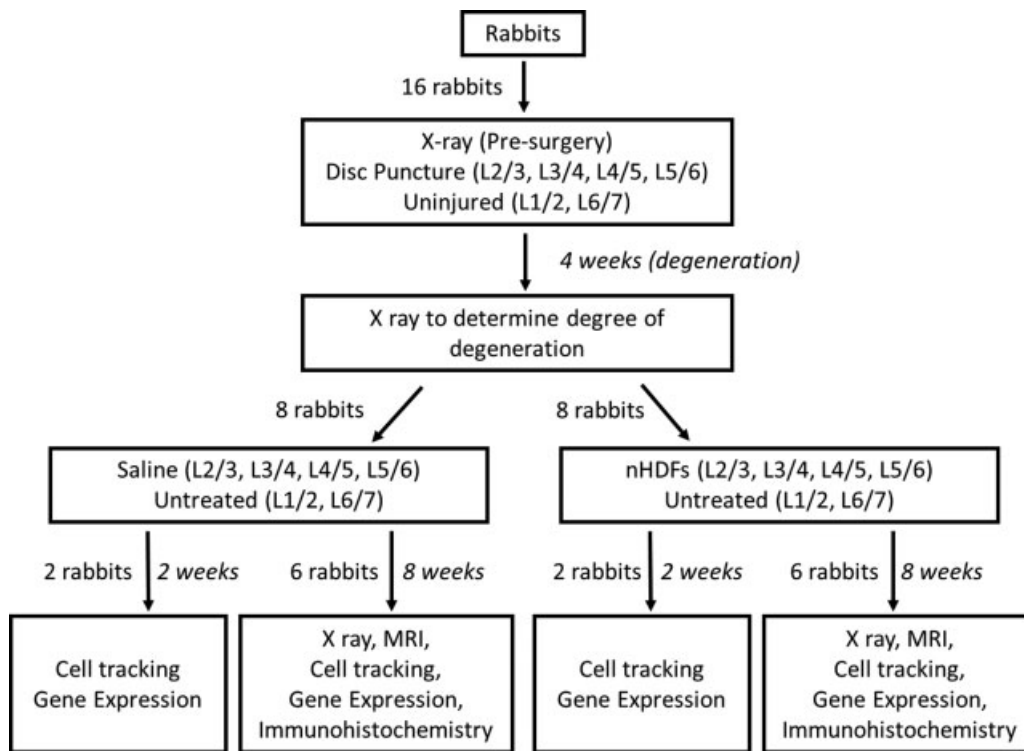 Rabbits
16 rabbits
X-ray (Pre-surgery)
Disc Puncture (L2/3, L3/4, L4/5, L5/6)
Uninjured (L1/2, L6/7)
4 weeks (degeneration)
X ray to determine degree of
degeneration
8 rabbits
8 rabbits
Saline (L2/3, L3/4, L4/5, L5/6)
Untreated (L1/2, L6/7)
nHDFs (L2/3, L3/4, L4/5, L5/6)
Untreated (L1/2, L6/7)
2 rabbits 2 weeks
6 rabbits 8 weeks
2 rabbits 2 weeks
6 rabbits 8 weeks
Cell tracking
Gene Expression
X ray, MRI,
Cell tracking,
Gene Expression,
Immunohistochemistry
Cell tracking
Gene Expression
X ray, MRI,
Cell tracking,
Gene Expression,
Immunohistochemistry